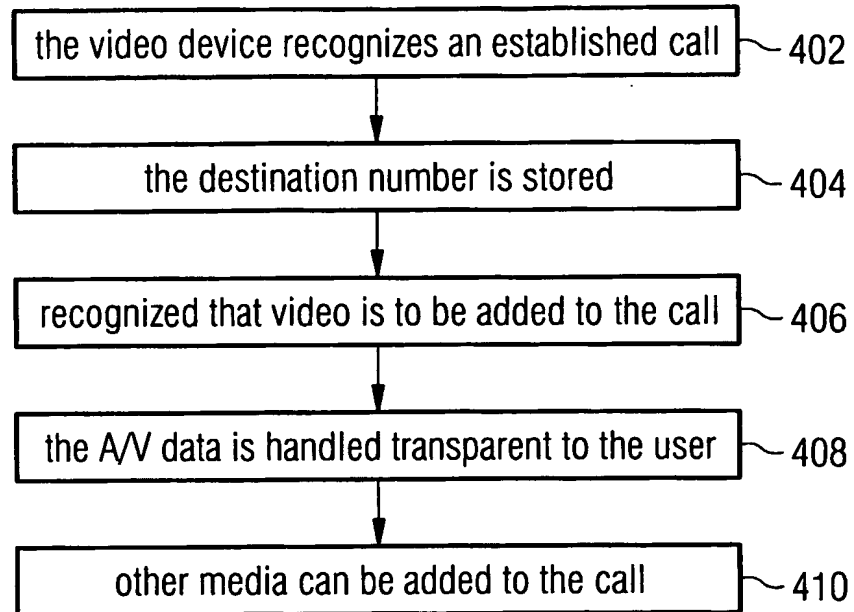 the video device recognizes an established call 402
the destination number is stored 404
recognized that video is to be added to the call 406
the A/V data is handled transparent to the user 408
other media can be added to the call 410